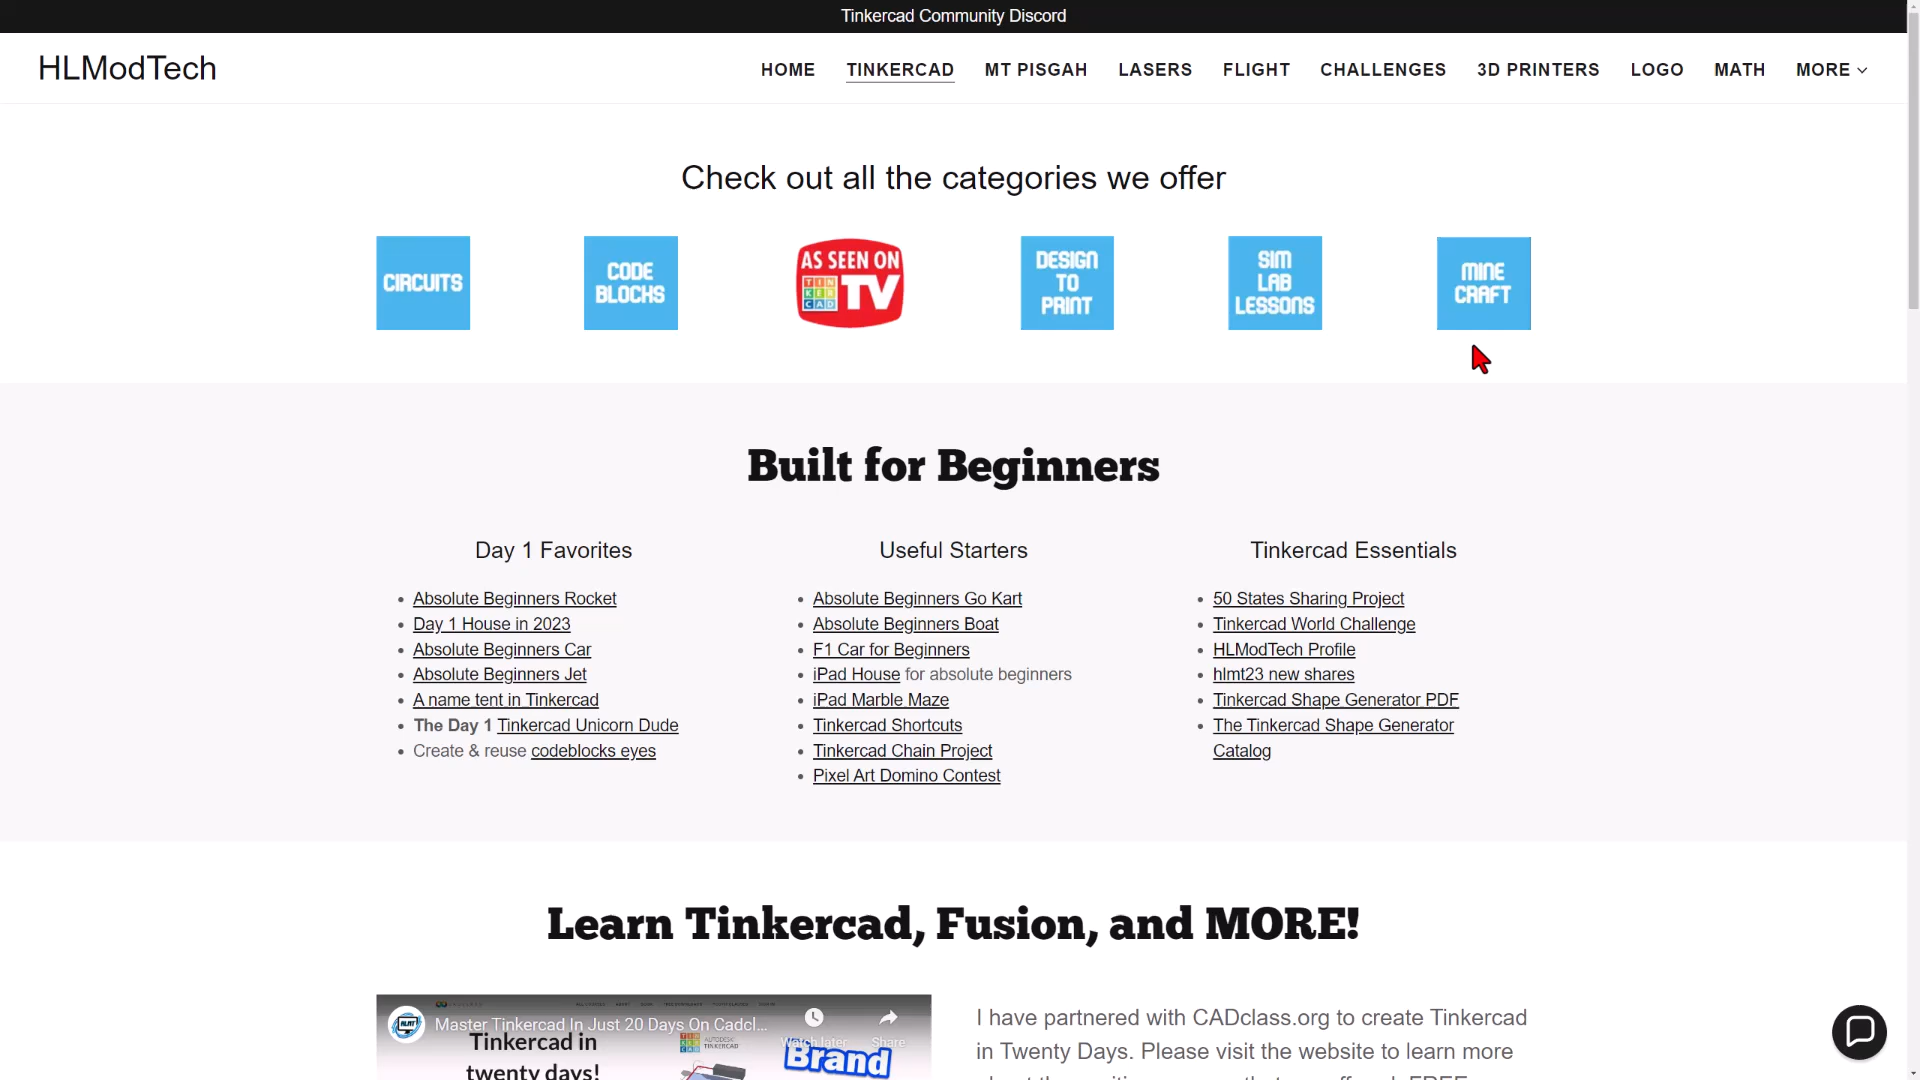 Tinkercad Community Discord
HLModTech
HOME TINKERCAD MT PISGAH LASERS FLIGHT CHALLENGES 3D PRINTERS LOGO MATH MORE
Check out all the categories we offer
CIRCUITS
CODE
BLOCKS
AS SEEN ON
TIN
KER
CAD
TV
DESIGN
TO
PRINT
SIM
LAB
LESSONS
MINE
CRAFT
Built for Beginners
Day 1 Favorites
Absolute Beginners Rocket
Day 1 House in 2023
Absolute Beginners Car
Absolute Beginners Jet
A name tent in Tinkercad
The Day 1 Tinkercad Unicorn Dude
Create & reuse codeblocks eyes
Useful Starters
Absolute Beginners Go Kart
Absolute Beginners Boat
F1 Car for Beginners
iPad House for absolute beginners
iPad Marble Maze
Tinkercad Shortcuts
Tinkercad Chain Project
Pixel Art Domino Contest
Tinkercad Essentials
50 States Sharing Project
Tinkercad World Challenge
HLModTech Profile
hlmt23 new shares
Tinkercad Shape Generator PDF
The Tinkercad Shape Generator
Catalog
Learn Tinkercad, Fusion, and MORE!
HLMT
Master Tinkercad In Just 20 Days On Cadcl...
Watch later
Share
Tinkercad in
twenty days!
AUTODESK
TINKERCAD
Brand
I have partnered with CADclass.org to create Tinkercad
in Twenty Days. Please visit the website to learn more